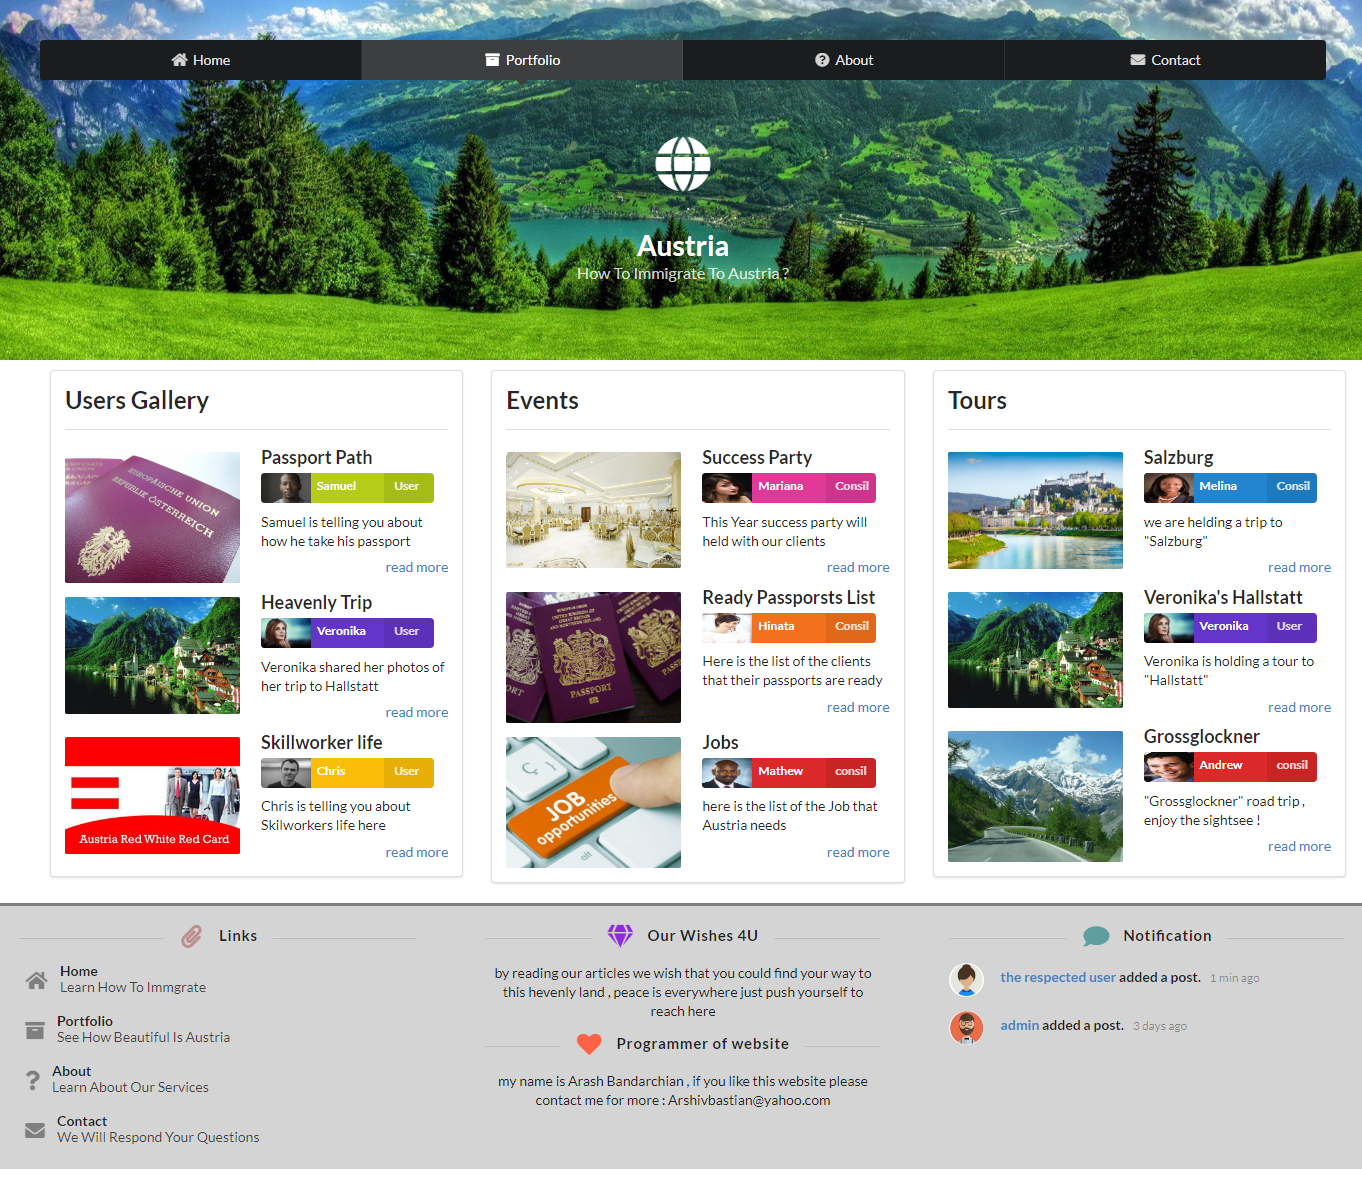 Home
Portfolio
About
Contact
Austria
How To Immigrate To Austria ?
Users Gallery
EUROPÄISCHE UNION
REPUBLIK ÖSTERREICH
Passport Path
Samuel User
Samuel is telling you about
how he take his passport
read more
Heavenly Trip
Veronika User
Veronika shared her photos of
her trip to Hallstatt
read more
Austria Red White Red Card
Skillworker life
Chris User
Chris is telling you about
Skilworkers life here
read more
Events
Success Party
Mariana Consil
This Year success party will
held with our clients
read more
PASSPORT
Ready Passporsts List
Hinata Consil
Here is the list of the clients
that their passports are ready
read more
JOB
opportunities
alt
Jobs
Mathew consil
here is the list of the Job that
Austria needs
read more
Tours
Salzburg
Melina Consil
we are helding a trip to
"Salzburg"
read more
Veronika's Hallstatt
Veronika User
Veronika is holding a tour to
"Hallstatt"
read more
Grossglockner
Andrew consil
"Grossglockner" road trip ,
enjoy the sightsee !
read more
Links
Home
Learn How To Immgrate
Portfolio
See How Beautiful Is Austria
About
Learn About Our Services
Contact
We Will Respond Your Questions
Our Wishes 4U
by reading our articles we wish that you could find your way to
this hevenly land , peace is everywhere just push yourself to
reach here
Programmer of website
my name is Arash Bandarchian , if you like this website please
contact me for more : Arshivbastian@yahoo.com
Notification
the respected user added a post. 1 min ago
admin added a post. 3 days ago